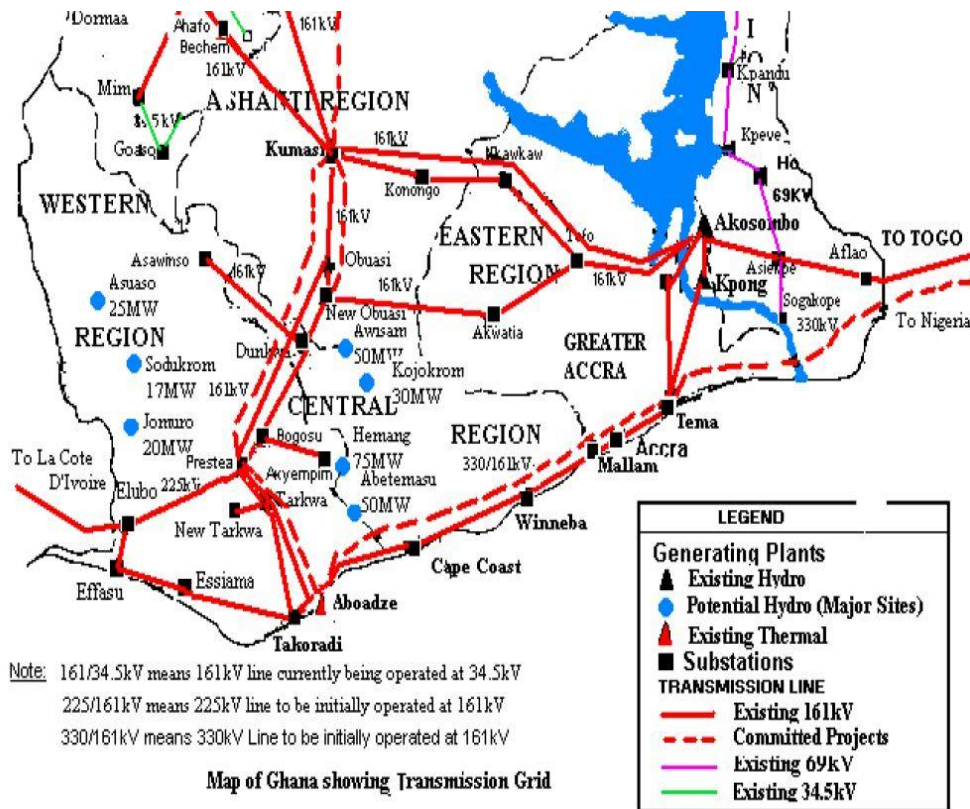 Dormaa
Ahafo
Bechem
161kV
161kV
I
O
N
Kpandu
Mim
ASHANTI REGION
Goaso
Kumasi
161kV
Konongo
Kpeve
Ho
69kV
WESTERN
161kV
EASTERN
Akosombo
TO TOGO
Asawinso
161kV
Obuasi
REGION
161kV
Kpong
Aflao
Asuaso
25MW
161kV
New Obuasi
Akwatia
Sogakope
330kV
To Nigeria
REGION
Awisam
50MW
GREATER
ACCRA
Sodukrom
17MW
161kV
Kojokrom
30MW
CENTRAL
Tema
Jomuro
20MW
Bogosu
Hemang
75MW
REGION
330/161kV
Accra
Mallam
To La Cote
D'Ivoire
Prestea
225kV
Akyempim
Abetemasu
50MW
Elubo
Tarkwa
New Tarkwa
Winneba
Cape Coast
Effasu
Essiama
Aboadze
Takoradi
Note: 161/34.5kV means 161kV line currently being operated at 34.5kV
225/161kV means 225kV line to be initially operated at 161kV
330/161kV means 330kV Line to be initially operated at 161kV
Map of Ghana showing Transmission Grid
LEGEND
Generating Plants
Existing Hydro
Potential Hydro (Major Sites)
Existing Thermal
Substations
TRANSMISSION LINE
Existing 161kV
Committed Projects
Existing 69kV
Existing 34.5kV